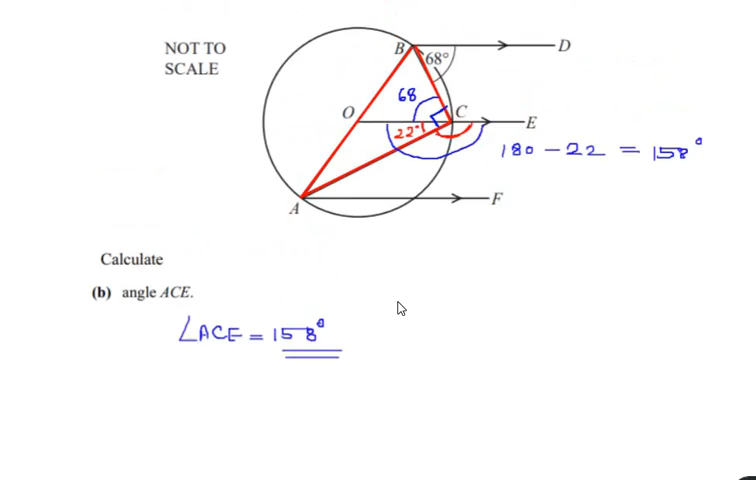 NOT TO
SCALE
B
68°
D
68
O
C
E
22°
180 - 22 = 158°
A
F
Calculate
(b) angle ACE.
∠ACE = 158°